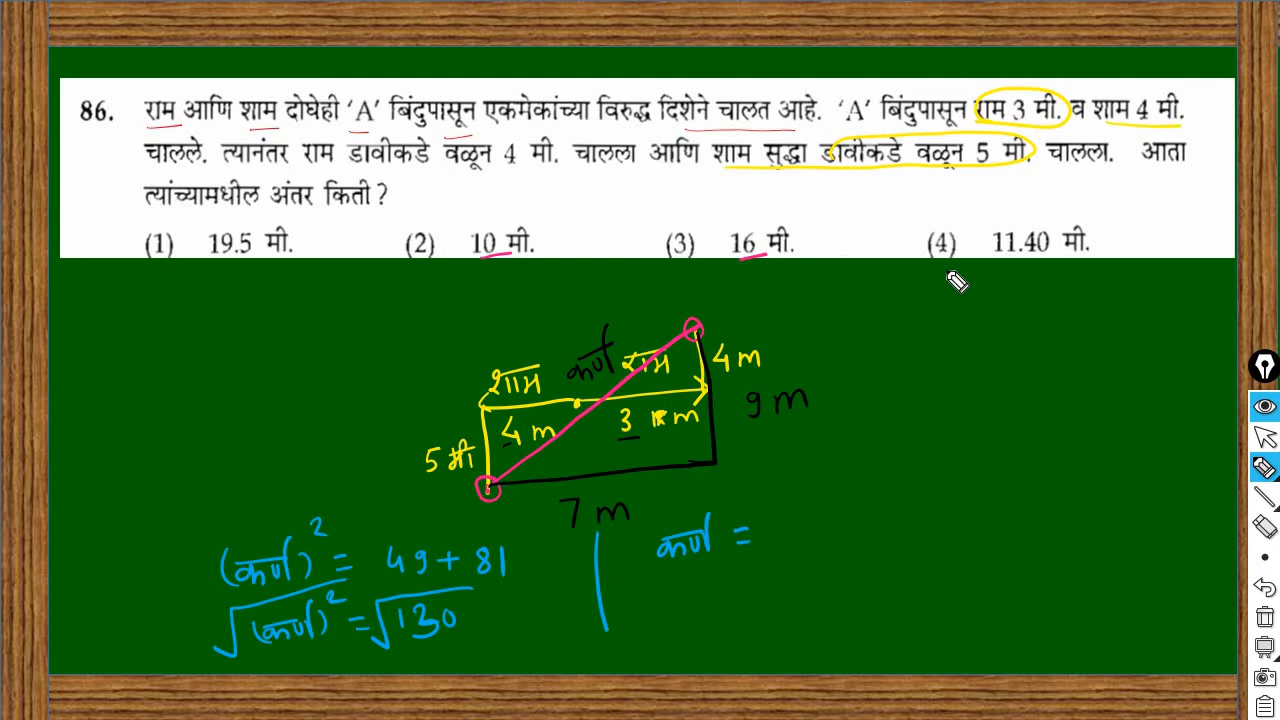 86. राम आणि शाम दोघेही ‘A’ बिंदुपासून एकमेकांच्या विरुद्ध दिशेने चालत आहे. ‘A’ बिंदुपासून राम 3 मी. व शाम 4 मी.
चालले. त्यानंतर राम डावीकडे वळून 4 मी. चालला आणि शाम सुद्धा डावीकडे वळून 5 मी. चालला. आता
त्यांच्यामधील अंतर किती ?
(1) 19.5 मी. (2) 10 मी. (3) 16 मी. (4) 11.40 मी.
शाम कर्ण राम 4 m
4 m 3 m 9 m
5 मी
7 m
(कर्ण)² = 49 + 81
√(कर्ण)² = √130
कर्ण =